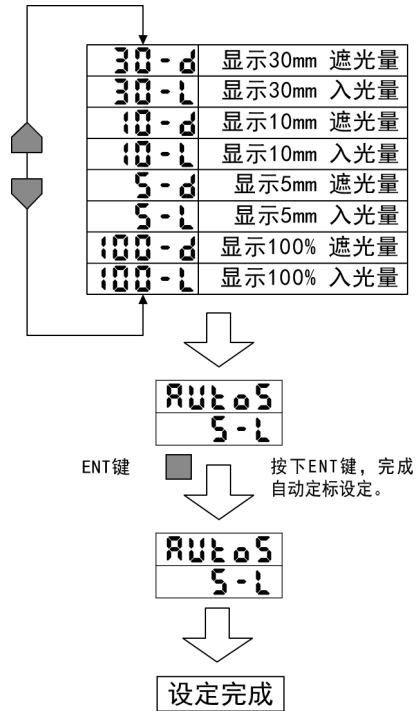 30-d 显示30mm 遮光量
30-L 显示30mm 入光量
10-d 显示10mm 遮光量
10-L 显示10mm 入光量
5-d 显示5mm 遮光量
5-L 显示5mm 入光量
100-d 显示100% 遮光量
100-L 显示100% 入光量
AUtoS
5-L
ENT键 按下ENT键，完成
自动定标设定。
AUtoS
5-L
设定完成